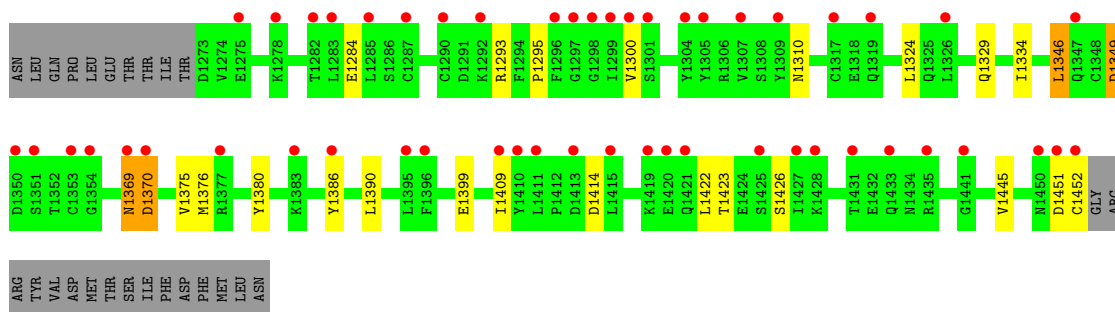 ASN LEU GLN PRO LEU GLU THR THR ILE THR D1273 V1274 E1275 K1278 T1282 L1283 E1284 L1285 S1286 C1287 C1290 D1291 K1292 R1293 F1294 P1295 F1296 G1297 G1298 I1299 V1300 S1301 Y1304 Y1305 R1306 V1307 S1308 Y1309 N1310 C1317 E1318 Q1319 L1324 Q1325 L1326 Q1329 I1334 L1346 Q1347 C1348 D1349
D1350 S1351 T1352 C1353 G1354 N1369 D1370 V1375 M1376 R1377 Y1380 K1383 Y1386 L1390 L1395 F1396 E1399 I1409 Y1410 L1411 P1412 D1413 D1414 L1415 K1419 E1420 Q1421 L1422 T1423 E1424 S1425 S1426 I1427 K1428 T1431 E1432 Q1433 N1434 R1435 G1441 V1445 N1450 D1451 C1452 GLY ARG
ARG TYR VAL ASP MET THR SER ILE PHE ASP PHE MET LEU ASN